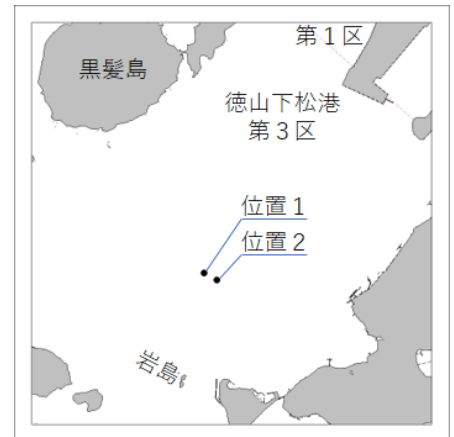 第１区
黒髪島
徳山下松港
第３区
位置１
位置２
岩島